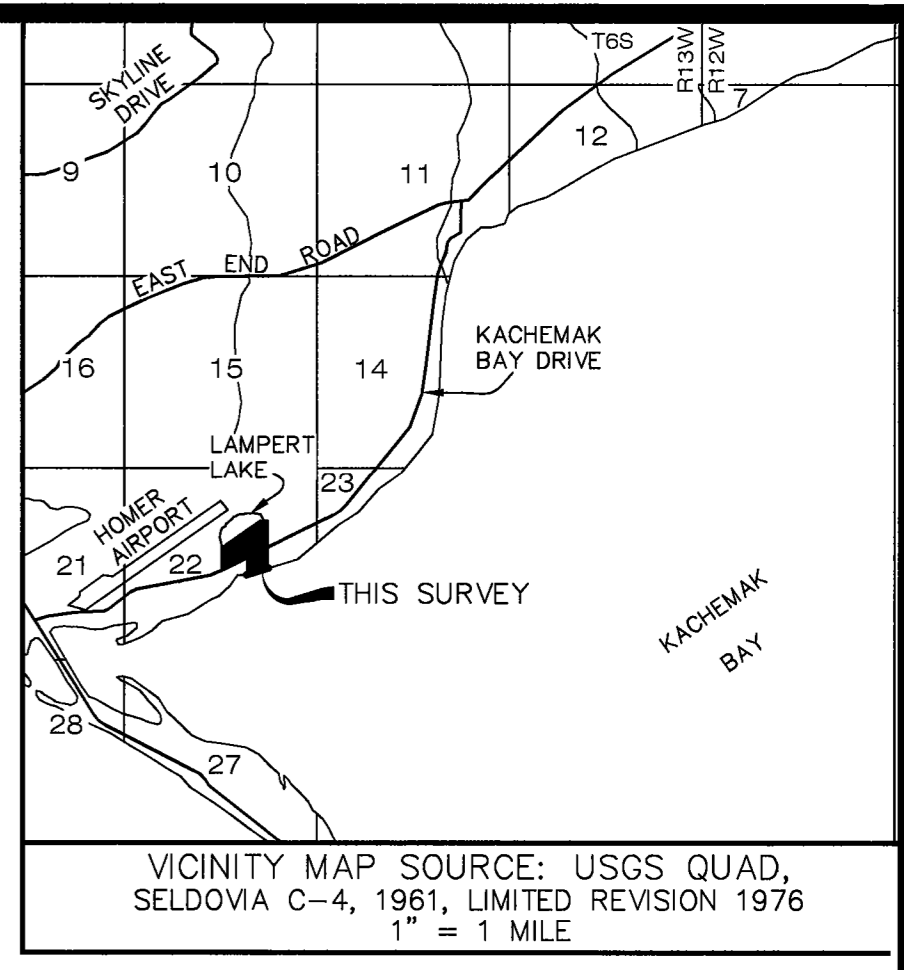 T6S
R13W
R12W
SKYLINE
DRIVE
7
12
9
10
11
EAST END ROAD
KACHEMAK
BAY DRIVE
16
15
14
LAMPERT
LAKE
23
HOMER
AIRPORT
21
22
THIS SURVEY
KACHEMAK
BAY
28
27
VICINITY MAP SOURCE: USGS QUAD,
SELDOVIA C-4, 1961, LIMITED REVISION 1976
1" = 1 MILE